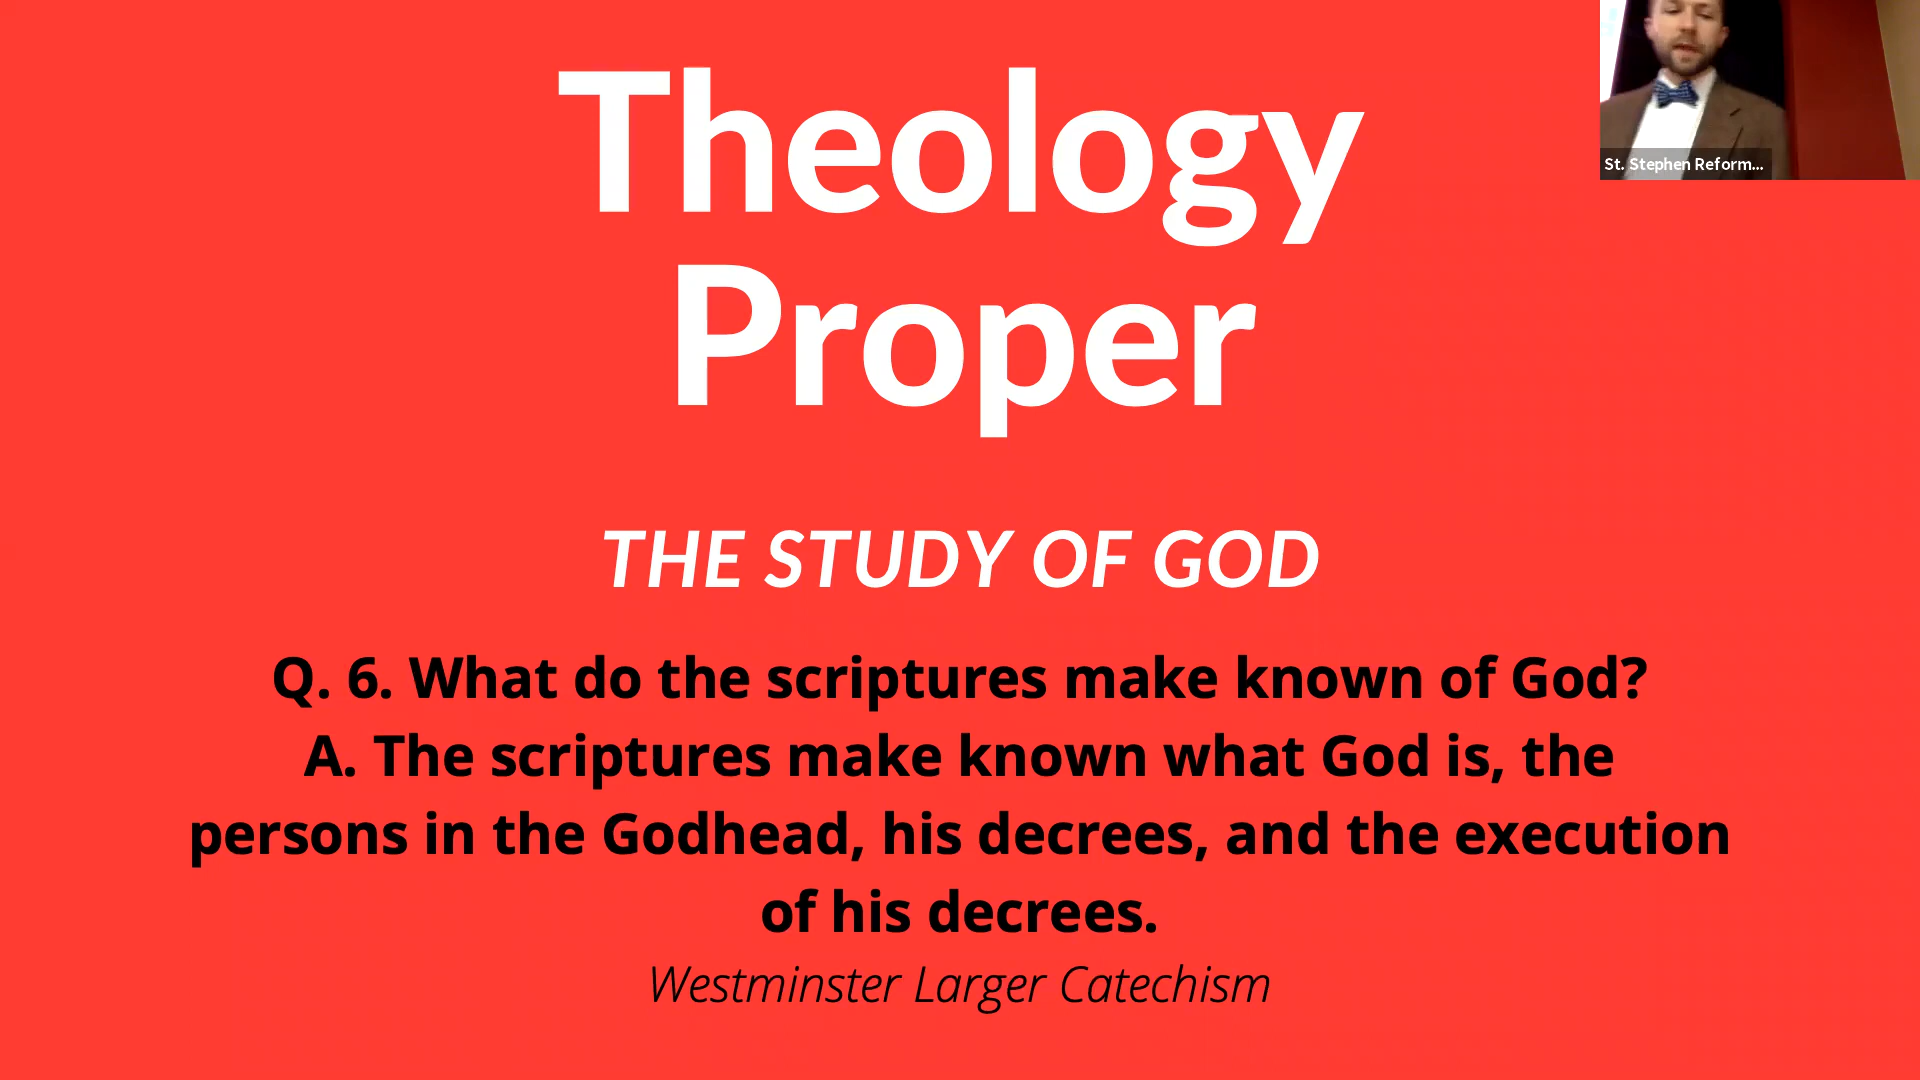 Theology
Proper
THE STUDY OF GOD
Q. 6. What do the scriptures make known of God?
A. The scriptures make known what God is, the
persons in the Godhead, his decrees, and the execution
of his decrees.
Westminster Larger Catechism
St. Stephen Reform...